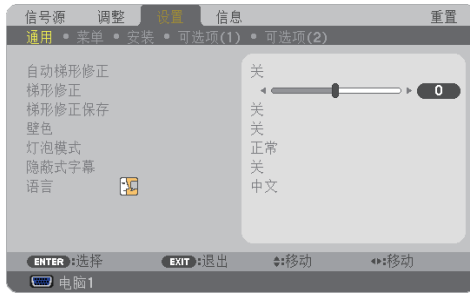 信号源 调整 设置 信息 重置
通用 • 菜单 • 安装 • 可选项(1) • 可选项(2)
自动梯形修正 关
梯形修正 0
梯形修正保存 关
壁色 关
灯泡模式 正常
隐蔽式字幕 关
语言 中文
ENTER:选择 EXIT:退出 移动 移动
电脑1